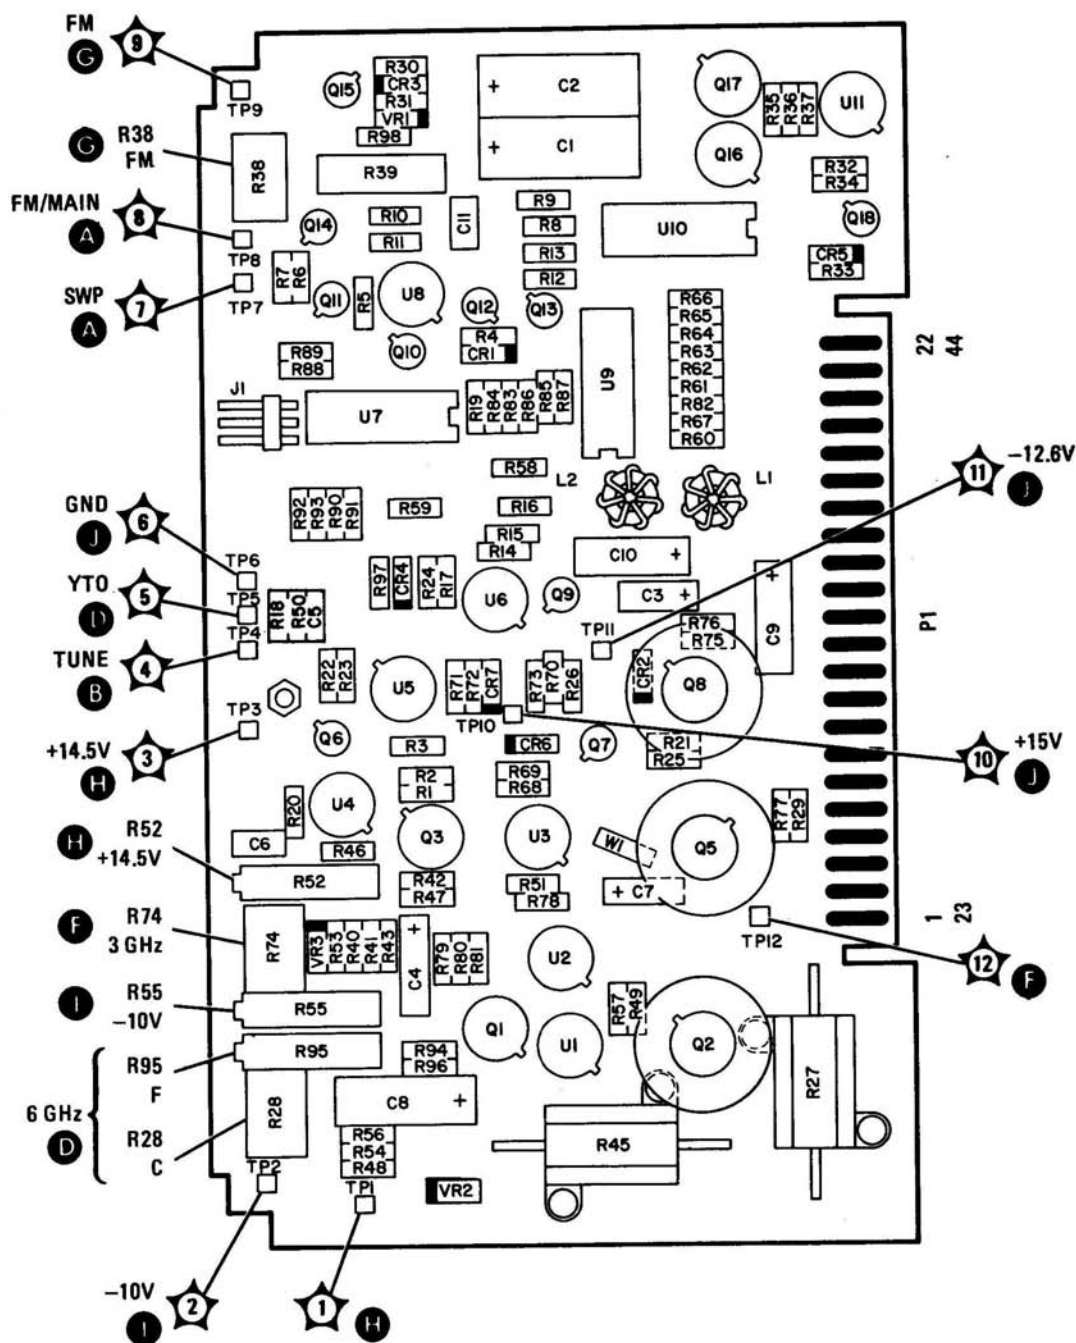 FM
G 9
TP9
G R38
FM
R38
FM/MAIN
A 8
TP8
SWP
A 7
TP7
Q15
R30
CR3
R31
VR1
R98
R39
+ C2
+ C1
Q17
Q16
R35
R36
R37
U11
R32
R34
Q18
CR5
R33
Q14
R10
R11
C11
R9
R8
R13
R12
U10
R7
R6
Q11
R5
U8
Q12
Q13
Q10
R4
CR1
R89
R88
J1
U7
R19
R84
R83
R86
R85
R87
U9
R66
R65
R64
R63
R62
R61
R82
R67
R60
22
44
P1
R58
L2
L1
11 -12.6V
J
R92
R93
R90
R91
R59
R16
R15
R14
GND
J 6
TP6
YTO
D 5
TP5
TUNE
B 4
TP4
R18
R50
C5
R97
CR4
R24
R17
U6
Q9
C10 +
C3 +
+ C9
TP11
R76
R75
CR2
Q8
R22
R23
U5
R71
R72
CR7
R73
R70
R26
TP10
TP3
+14.5V
H 3
Q6
R3
CR6
Q7
R21
R25
10 +15V
J
R2
R1
R69
R68
R20
U4
Q3
U3
W1
Q5
R77
R29
C6
R46
H R52
+14.5V
R52
R42
R47
R51
R78
+ C7
TP12
1
23
12 F
F R74
3 GHz
R74
VR3
R53
R40
R41
R43
+ C4
R79
R80
R81
U2
I R55
-10V
R55
R57
R49
Q1
U1
Q2
R27
R95
F
R95
R94
R96
6 GHz
D
R28
C
R28
C8 +
R56
R54
R48
R45
TP2
TP1
VR2
-10V
I 2
1 H